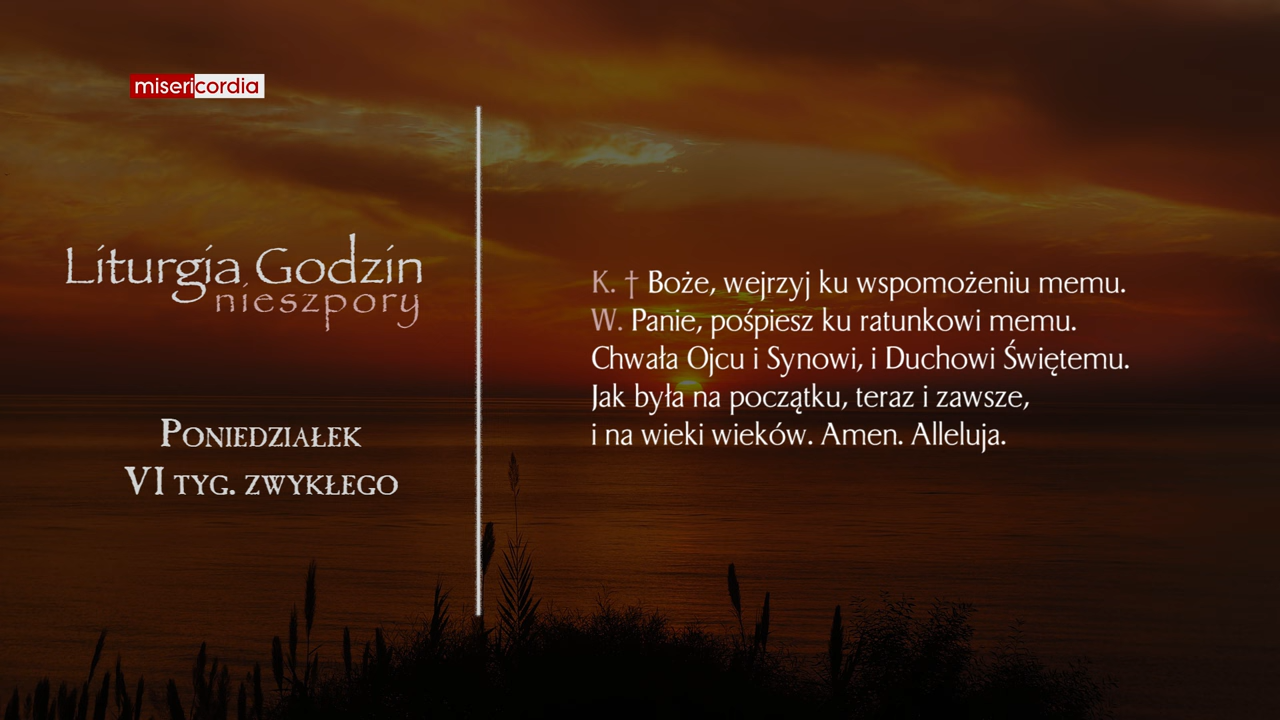 misericordia
Liturgia Godzin
nieszpory
Poniedziałek
VI tyg. zwykłego
K. † Boże, wejrzyj ku wspomożeniu memu.
W. Panie, pośpiesz ku ratunkowi memu.
Chwała Ojcu i Synowi, i Duchowi Świętemu.
Jak była na początku, teraz i zawsze,
i na wieki wieków. Amen. Alleluja.